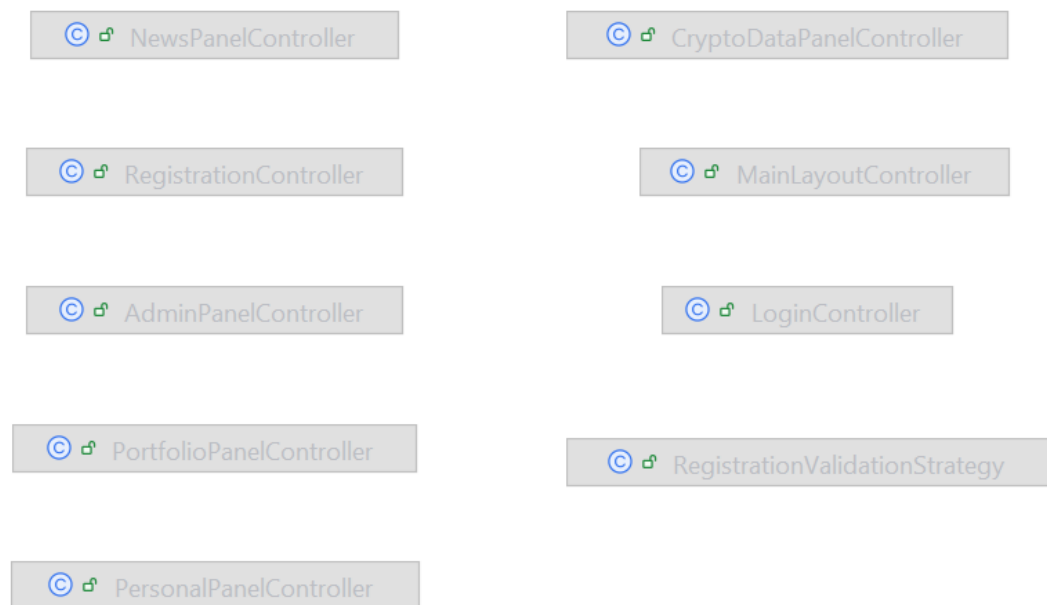 C NewsPanelController
C CryptoDataPanelController
C RegistrationController
C MainLayoutController
C AdminPanelController
C LoginController
C PortfolioPanelController
C RegistrationValidationStrategy
C PersonalPanelController